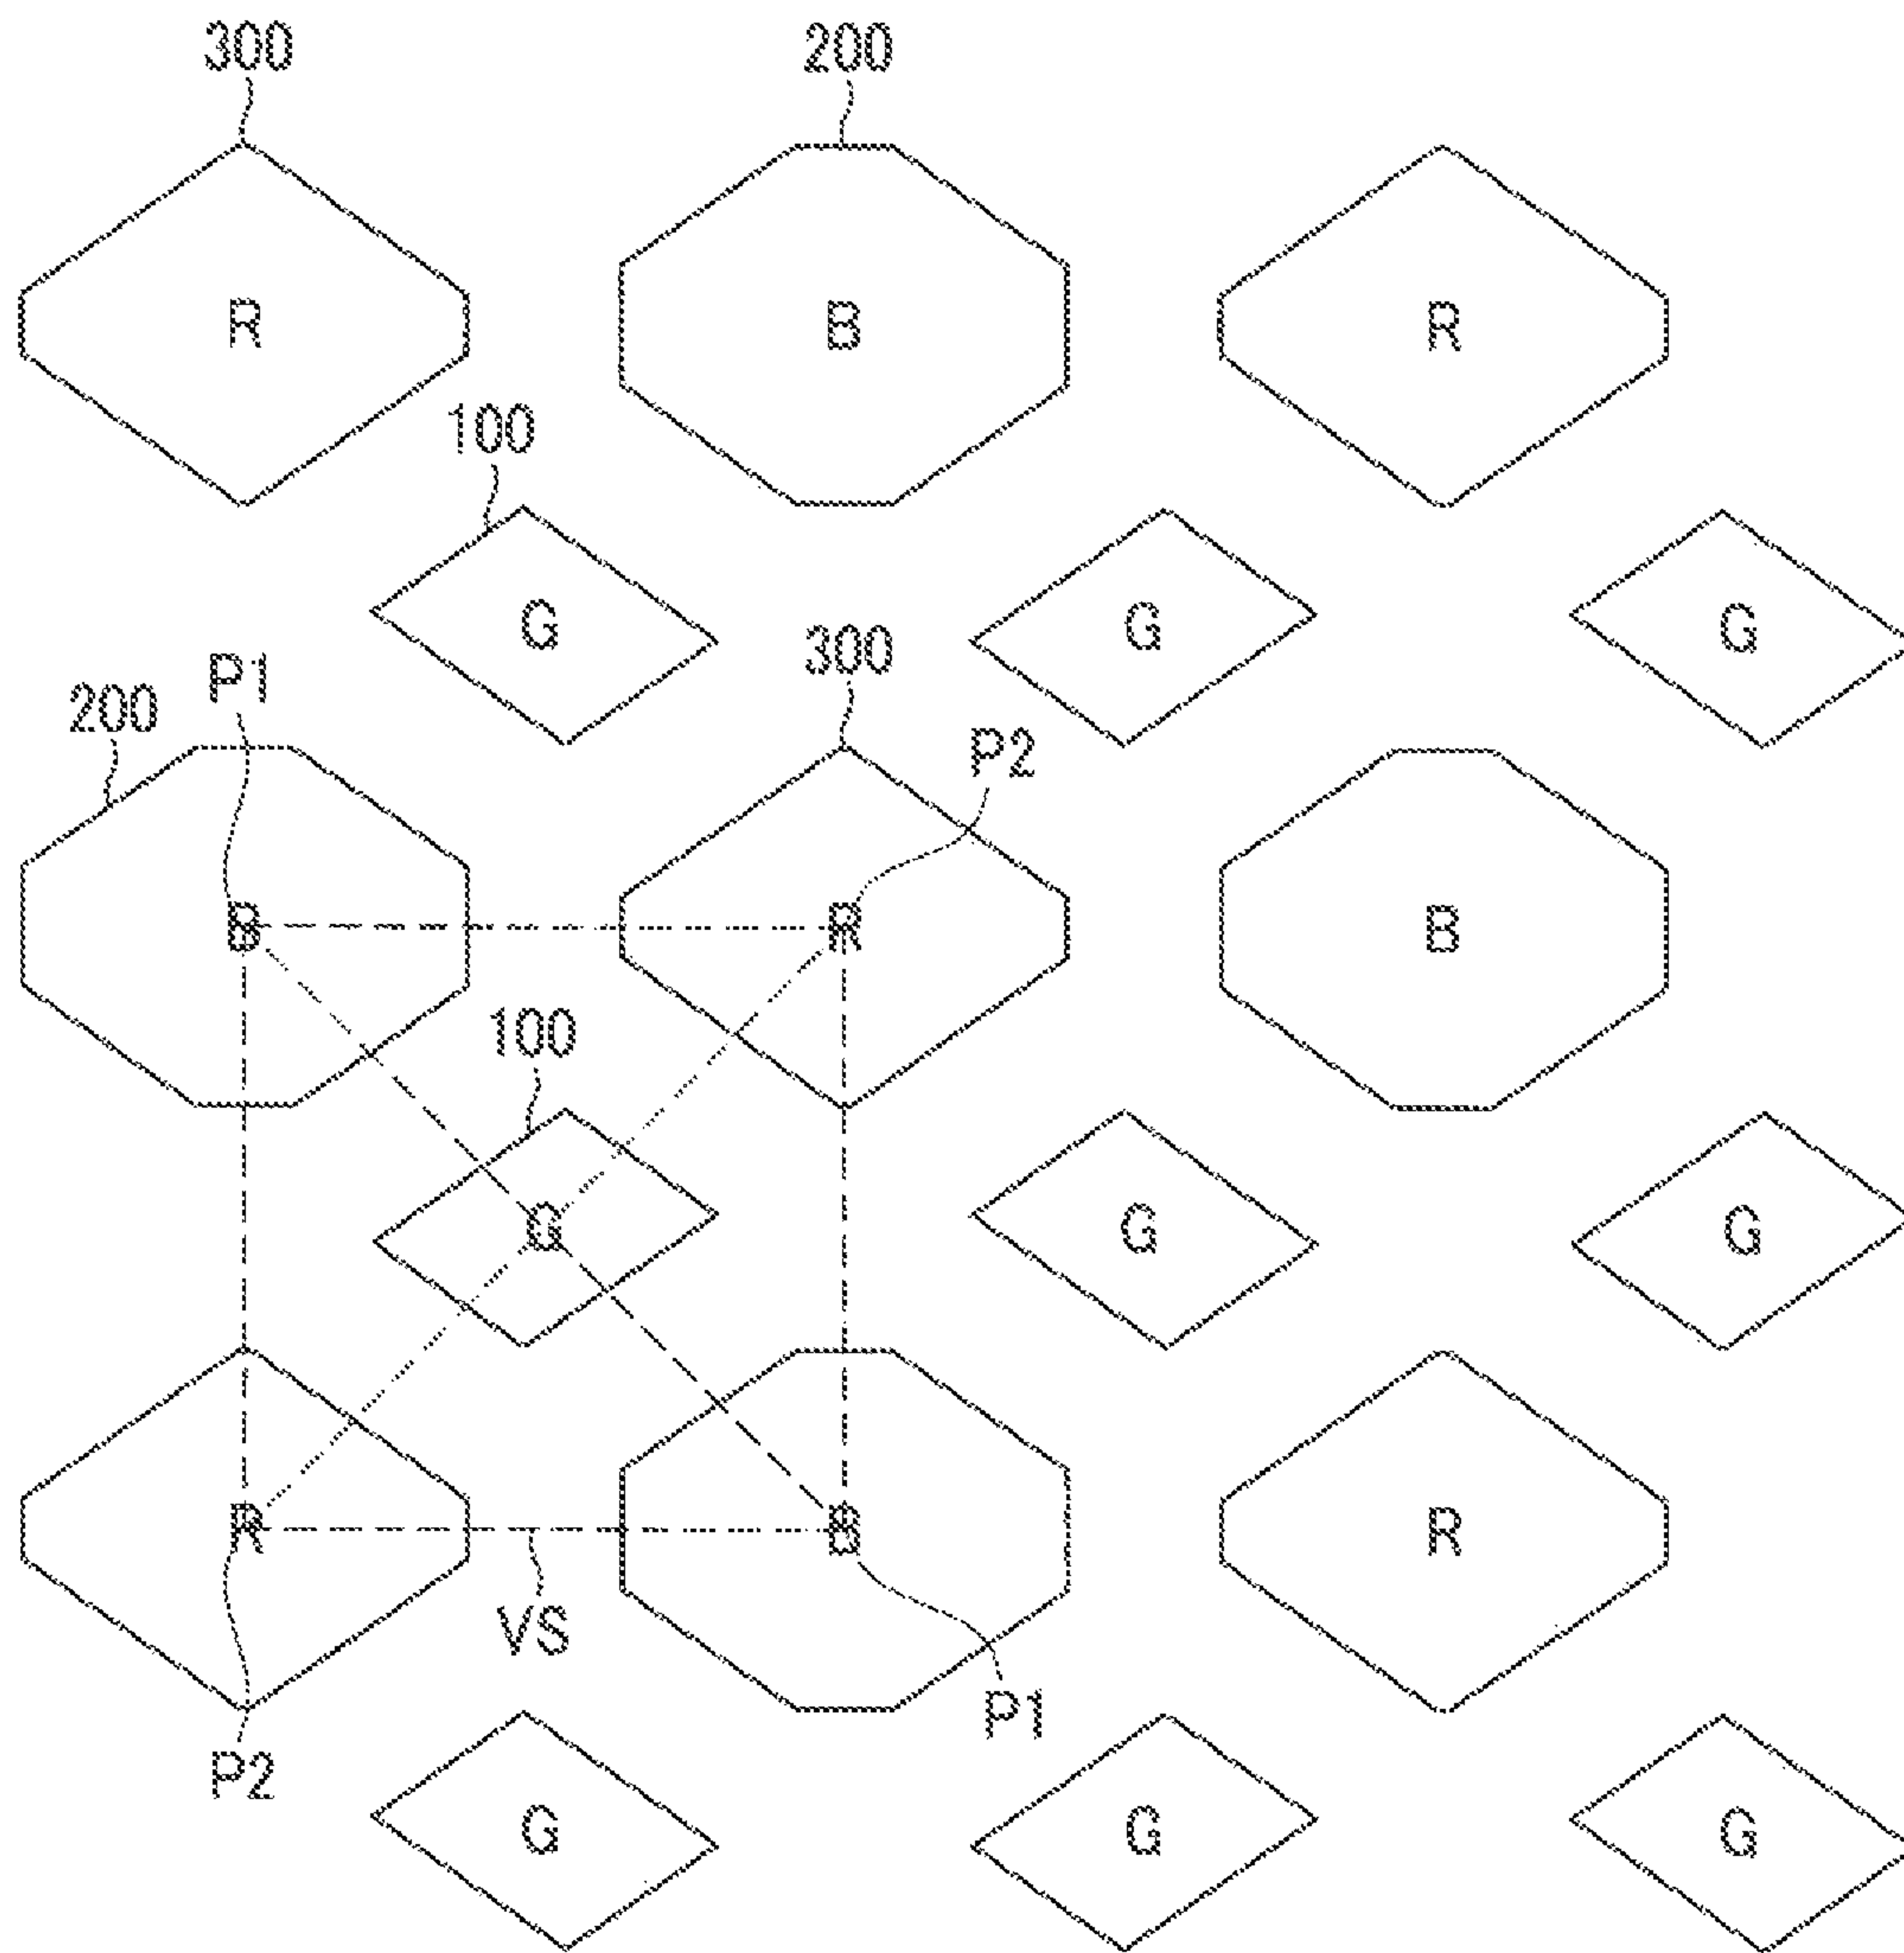 300 200
R B R
100
G G G
P1 300
200 P2
B R B
100
G G G
R B R
VS
P1
P2
G G G